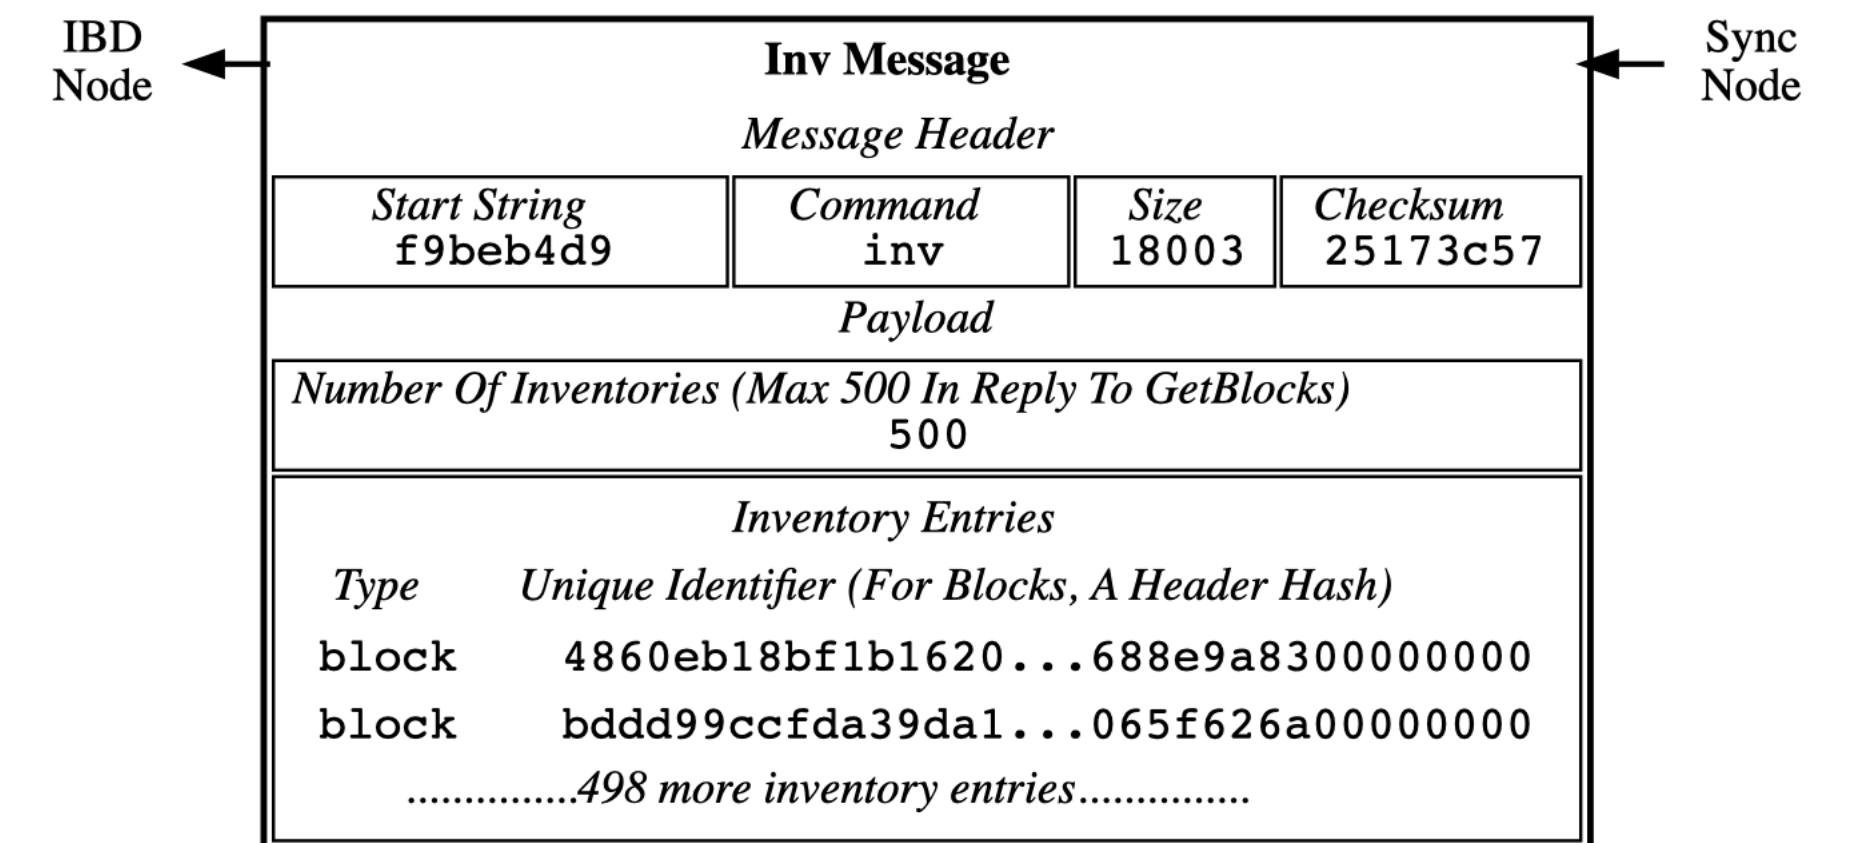 IBD
Node
Inv Message
Sync
Node
Message Header
Start String
f9beb4d9
Command
inv
Size
18003
Checksum
25173c57
Payload
Number Of Inventories (Max 500 In Reply To GetBlocks)
500
Inventory Entries
Type Unique Identifier (For Blocks, A Header Hash)
block 4860eb18bf1b1620...688e9a8300000000
block bddd99ccfda39da1...065f626a00000000
...............498 more inventory entries...............